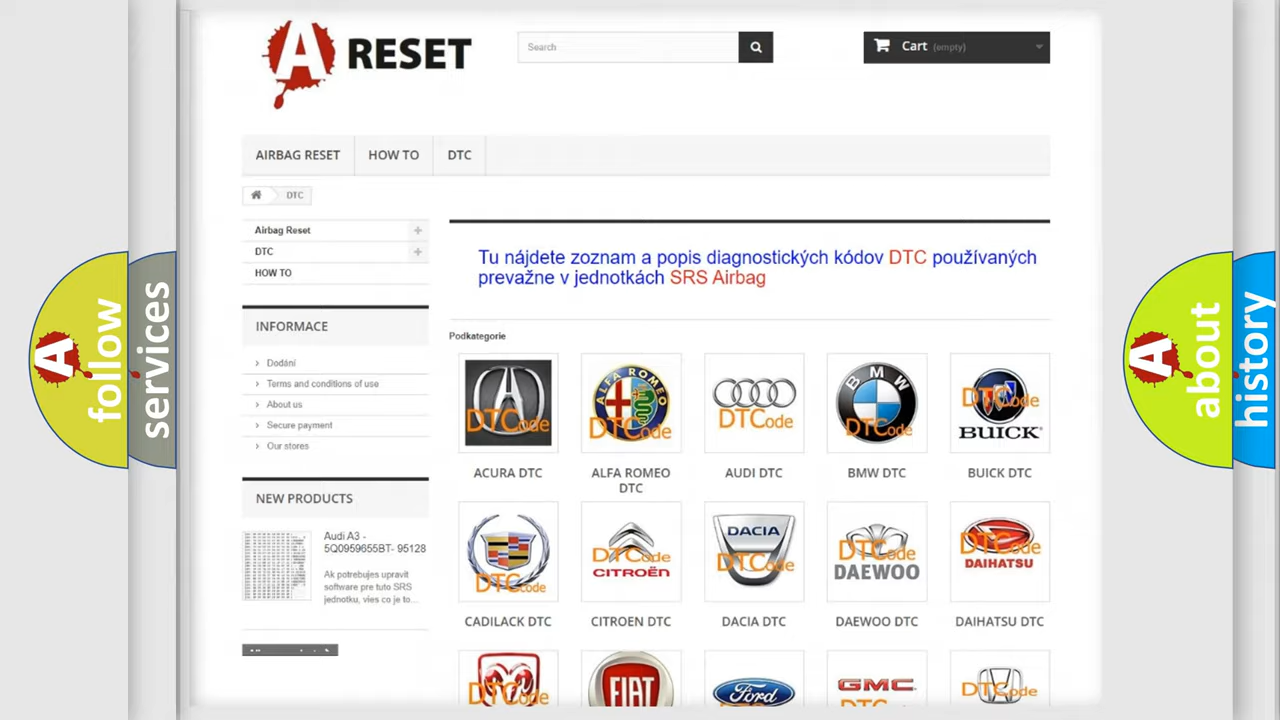 A RESET
Search
Cart (empty)
AIRBAG RESET
HOW TO
DTC
DTC
Airbag Reset
DTC
HOW TO
Tu nájdete zoznam a popis diagnostických kódov DTC používaných
prevažne v jednotkách SRS Airbag
INFORMACE
Dodání
Terms and conditions of use
About us
Secure payment
Our stores
NEW PRODUCTS
Audi A3 -
5Q0959655BT- 95128
Ak potrebujes upravit
software pre tuto SRS
jednotku, vies co je to...
Podkategorie
DTCode
ALFA ROMEO
DTCode
DTCode
BMW
DTCode
DTCode
BUICK
ACURA DTC
ALFA ROMEO
DTC
AUDI DTC
BMW DTC
BUICK DTC
DTCode
DTCode
CITROËN
DACIA
DTCode
DTCode
DAEWOO
DTCode
DAIHATSU
CADILACK DTC
CITROEN DTC
DACIA DTC
DAEWOO DTC
DAIHATSU DTC
DTCode
FIAT
Ford
GMC
DTCode
A follow
services
A about
history